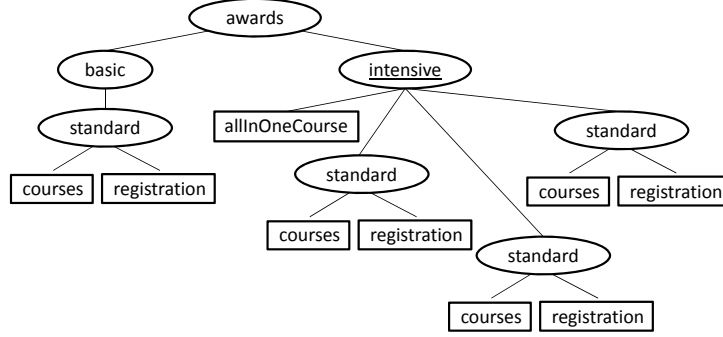 awards
basic
intensive
standard
allInOneCourse
standard
courses
registration
standard
courses
registration
courses
registration
standard
courses
registration